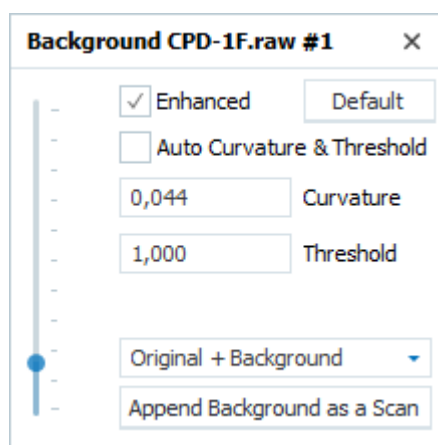 Background CPD-1F.raw #1
Enhanced
Default
Auto Curvature & Threshold
0,044 Curvature
1,000 Threshold
Original + Background
Append Background as a Scan